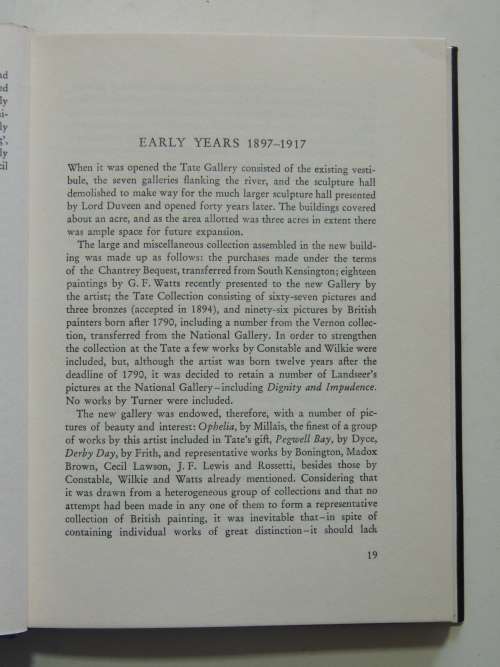 nd
ed
ly
si-
ly
g',
ly
cil
EARLY YEARS 1897–1917
When it was opened the Tate Gallery consisted of the existing vesti-
bule, the seven galleries flanking the river, and the sculpture hall
demolished to make way for the much larger sculpture hall presented
by Lord Duveen and opened forty years later. The buildings covered
about an acre, and as the area allotted was three acres in extent there
was ample space for future expansion.
The large and miscellaneous collection assembled in the new build-
ing was made up as follows: the purchases made under the terms
of the Chantrey Bequest, transferred from South Kensington; eighteen
paintings by G. F. Watts recently presented to the new Gallery by
the artist; the Tate Collection consisting of sixty-seven pictures and
three bronzes (accepted in 1894), and ninety-six pictures by British
painters born after 1790, including a number from the Vernon collec-
tion, transferred from the National Gallery. In order to strengthen
the collection at the Tate a few works by Constable and Wilkie were
included, but, although the artist was born twelve years after the
deadline of 1790, it was decided to retain a number of Landseer's
pictures at the National Gallery–including Dignity and Impudence.
No works by Turner were included.
The new gallery was endowed, therefore, with a number of pic-
tures of beauty and interest: Ophelia, by Millais, the finest of a group
of works by this artist included in Tate's gift, Pegwell Bay, by Dyce,
Derby Day, by Frith, and representative works by Bonington, Madox
Brown, Cecil Lawson, J. F. Lewis and Rossetti, besides those by
Constable, Wilkie and Watts already mentioned. Considering that
it was drawn from a heterogeneous group of collections and that no
attempt had been made in any one of them to form a representative
collection of British painting, it was inevitable that–in spite of
containing individual works of great distinction–it should lack
19